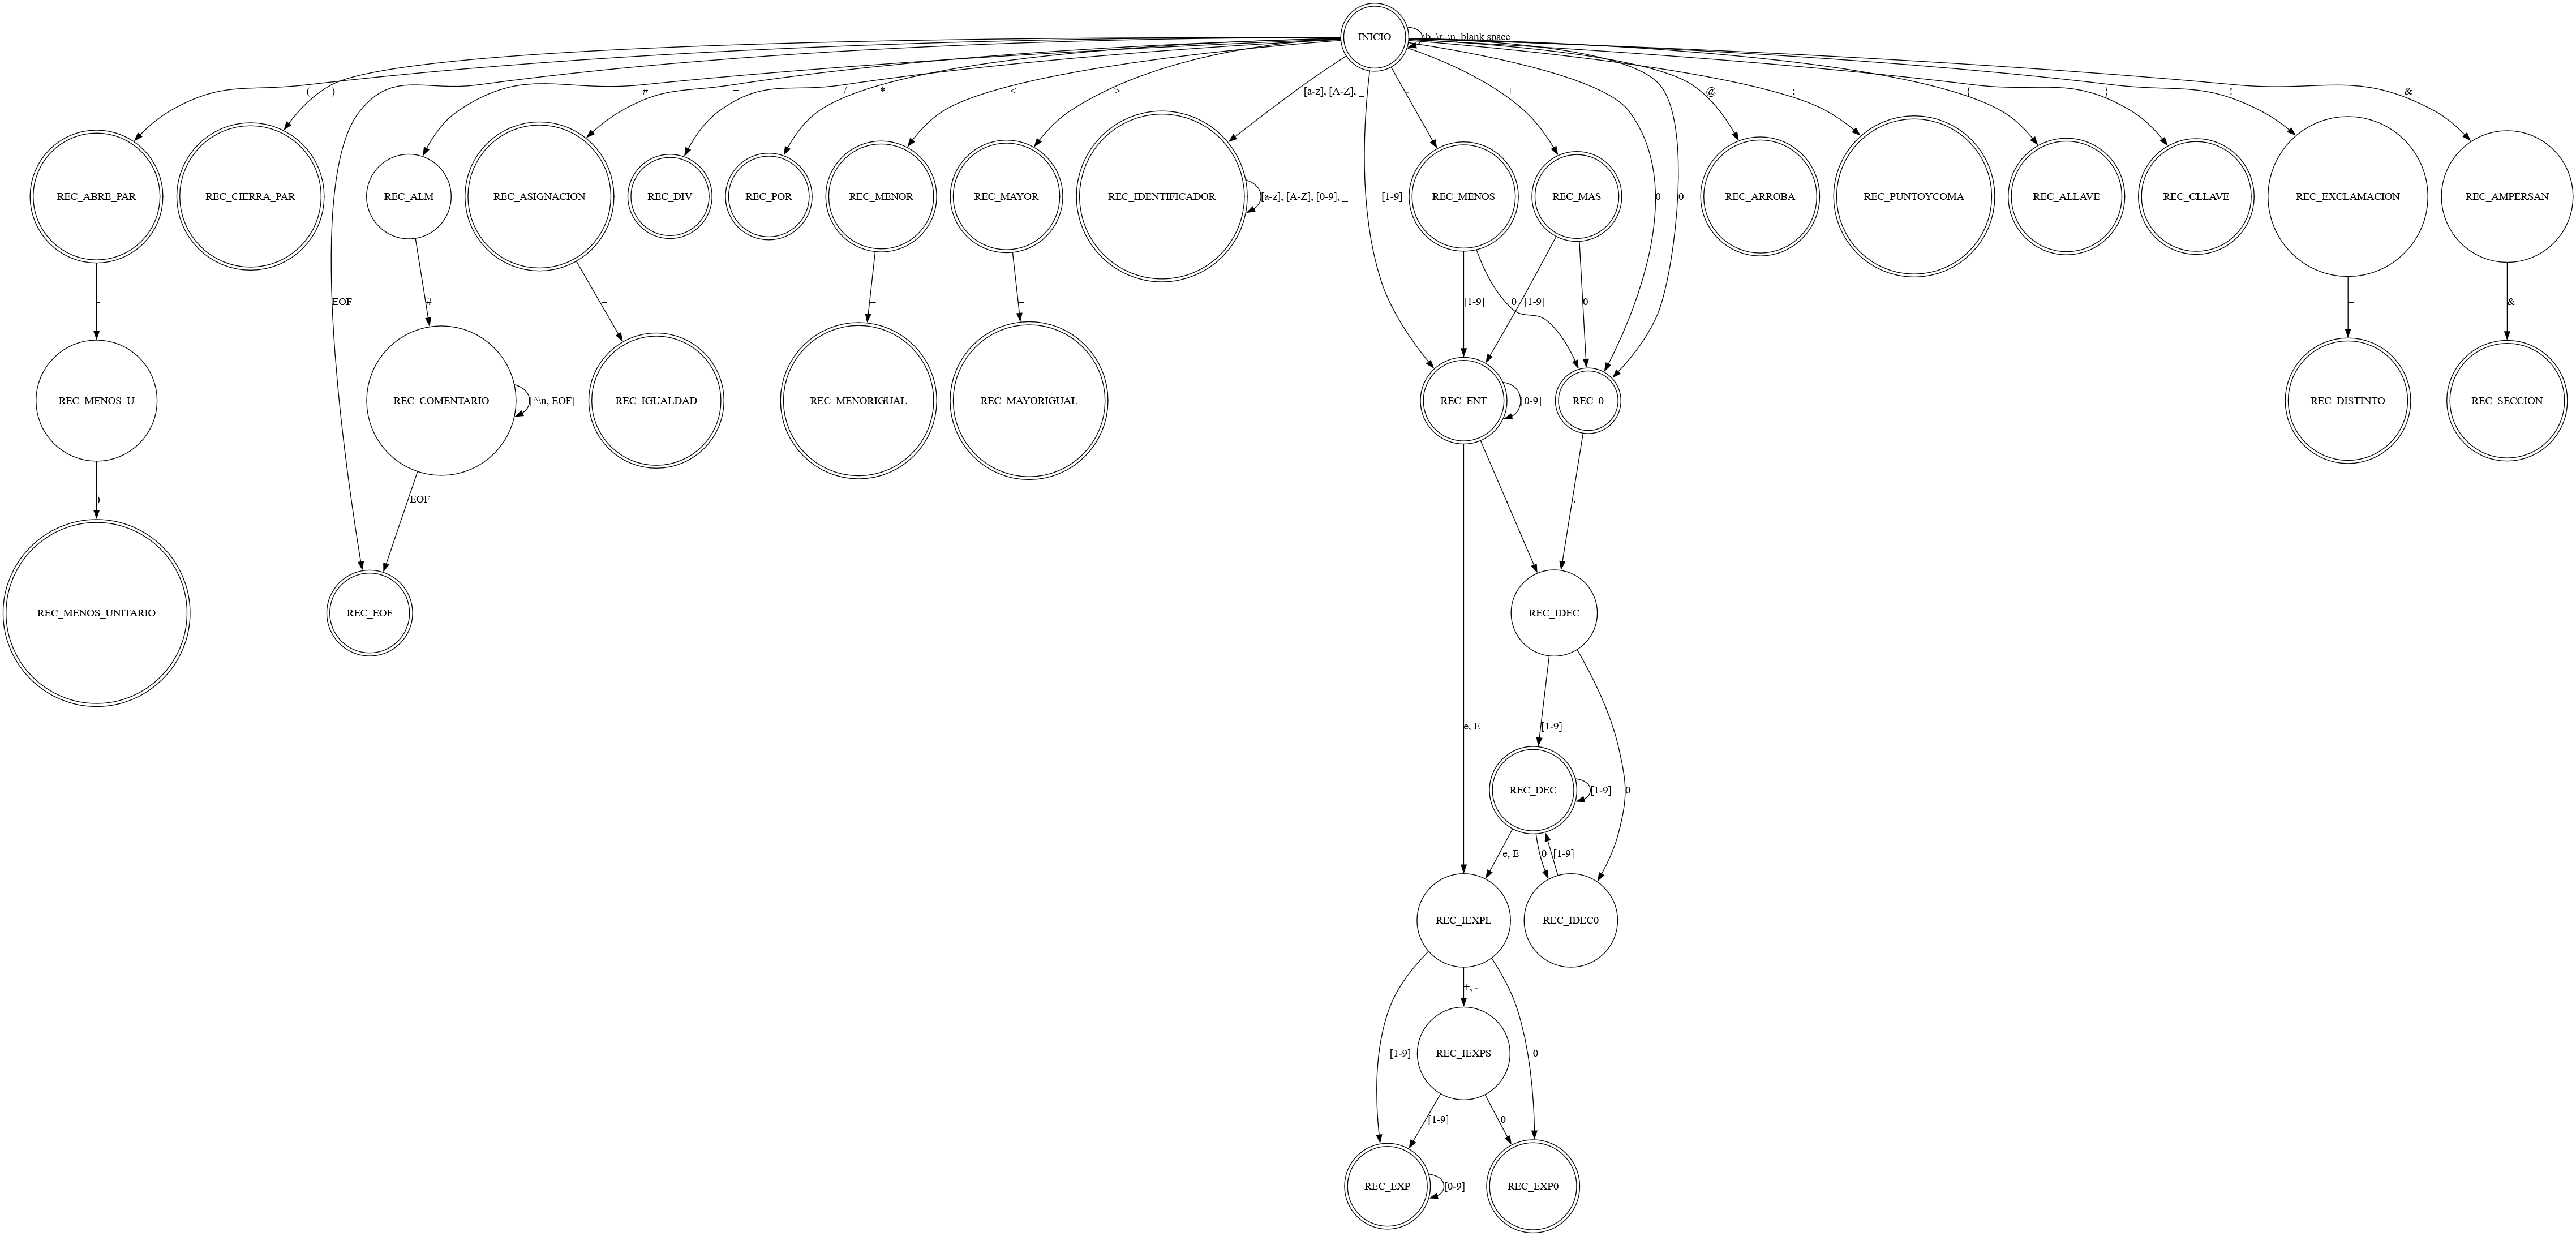 INICIO
\b, \r, \n, blank space
(
)
#
=
/
*
<
>
[a-z], [A-Z], _
-
+
@
;
{
}
!
&
REC_ABRE_PAR
REC_CIERRA_PAR
REC_ALM
REC_ASIGNACION
REC_DIV
REC_POR
REC_MENOR
REC_MAYOR
REC_IDENTIFICADOR
[a-z], [A-Z], [0-9], _
[1-9]
REC_MENOS
REC_MAS
0
0
REC_ARROBA
REC_PUNTOYCOMA
REC_ALLAVE
REC_CLLAVE
REC_EXCLAMACION
REC_AMPERSAN
-
EOF
#
=
=
=
[1-9]
0
[1-9]
0
=
&
REC_MENOS_U
REC_COMENTARIO
[^\n, EOF]
REC_IGUALDAD
REC_MENORIGUAL
REC_MAYORIGUAL
REC_ENT
[0-9]
REC_0
REC_DISTINTO
REC_SECCION
)
EOF
.
.
REC_MENOS_UNITARIO
REC_EOF
REC_IDEC
e, E
[1-9]
REC_DEC
[1-9]
0
e, E
0
[1-9]
REC_IEXPL
REC_IDEC0
+, -
[1-9]
REC_IEXPS
0
[1-9]
0
REC_EXP
[0-9]
REC_EXP0